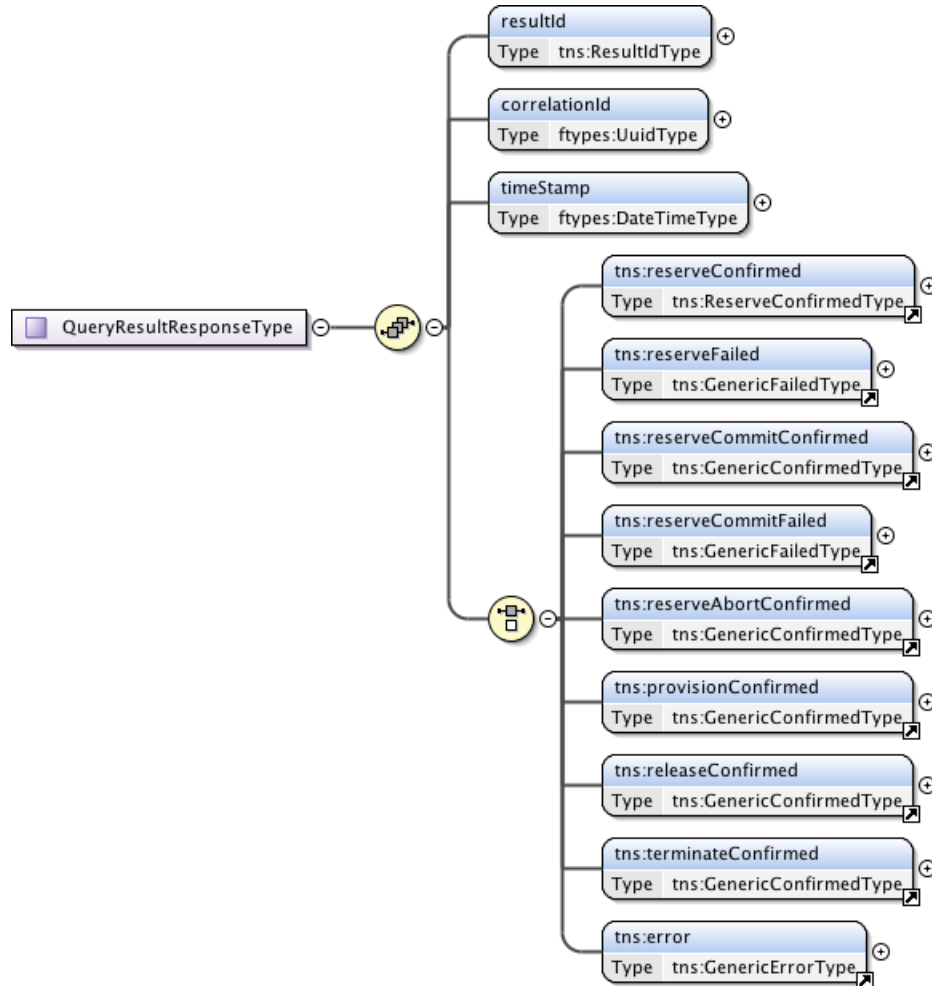 resultId
Type tns:ResultIdType
correlationId
Type ftypes:UuidType
timeStamp
Type ftypes:DateTimeType
tns:reserveConfirmed
Type tns:ReserveConfirmedType
QueryResultResponseType
tns:reserveFailed
Type tns:GenericFailedType
tns:reserveCommitConfirmed
Type tns:GenericConfirmedType
tns:reserveCommitFailed
Type tns:GenericFailedType
tns:reserveAbortConfirmed
Type tns:GenericConfirmedType
tns:provisionConfirmed
Type tns:GenericConfirmedType
tns:releaseConfirmed
Type tns:GenericConfirmedType
tns:terminateConfirmed
Type tns:GenericConfirmedType
tns:error
Type tns:GenericErrorType